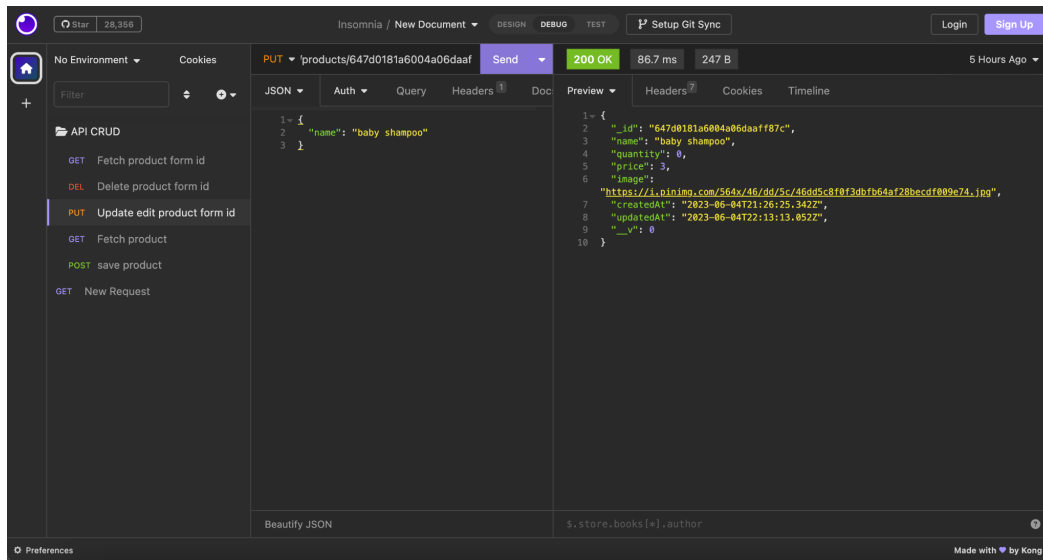 Star 28,356
Insomnia / New Document
DESIGN DEBUG TEST
Setup Git Sync
Login Sign Up
No Environment Cookies
Filter
API CRUD
GET Fetch product form id
DEL Delete product form id
PUT Update edit product form id
GET Fetch product
POST save product
GET New Request
PUT 'products/647d0181a6004a06daaf Send
JSON Auth Query Headers 1 Doc
1 {
2 "name": "baby shampoo"
3 }
Beautify JSON
200 OK 86.7 ms 247 B 5 Hours Ago
Preview Headers 7 Cookies Timeline
1 {
2 "_id": "647d0181a6004a06daaff87c",
3 "name": "baby shampoo",
4 "quantity": 0,
5 "price": 3,
6 "image":
"https://i.pinimg.com/564x/46/dd/5c/46dd5c8f0f3dbfb64af28becdf009e74.jpg",
7 "createdAt": "2023-06-04T21:26:25.342Z",
8 "updatedAt": "2023-06-04T22:13:13.052Z",
9 "__v": 0
10 }
$.store.books[*].author
Preferences
Made with 💜 by Kong